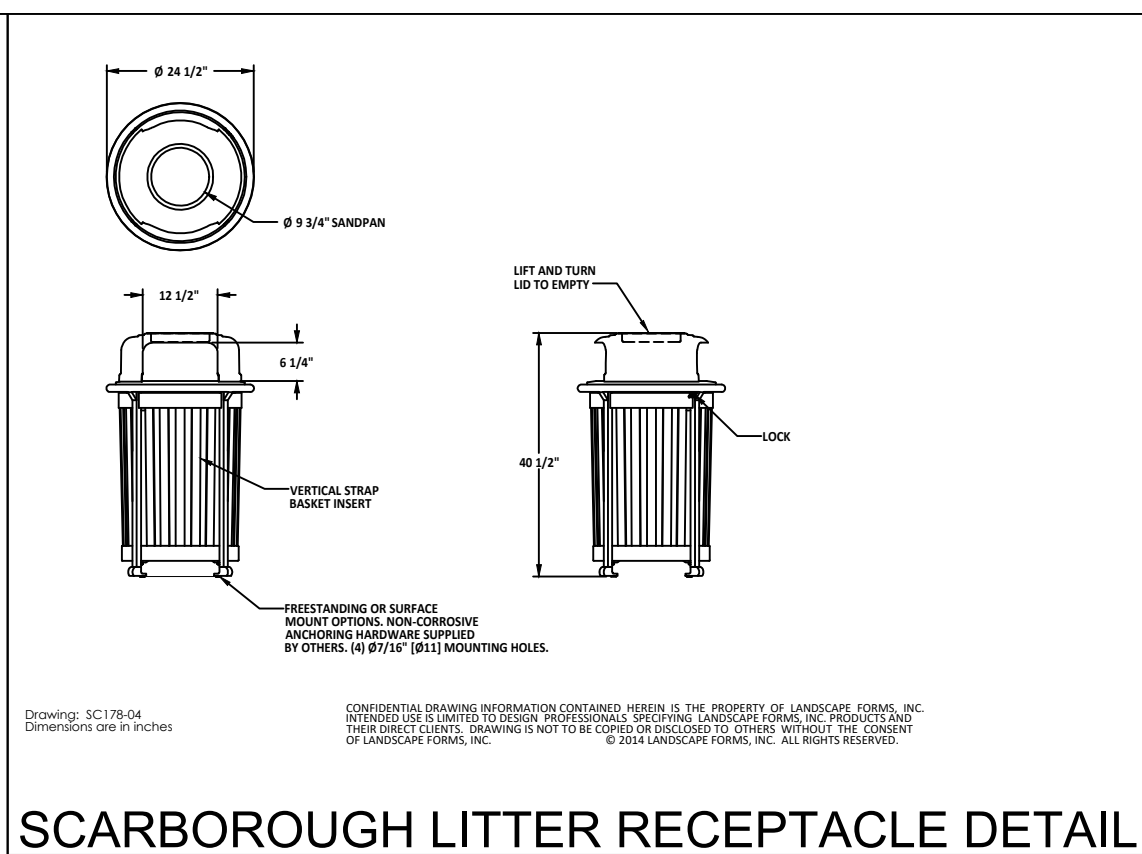 Ø 24 1/2"
Ø 9 3/4" SANDPAN
12 1/2"
6 1/4"
VERTICAL STRAP
BASKET INSERT
FREESTANDING OR SURFACE
MOUNT OPTIONS. NON-CORROSIVE
ANCHORING HARDWARE SUPPLIED
BY OTHERS. (4) Ø7/16" [Ø11] MOUNTING HOLES.
LIFT AND TURN
LID TO EMPTY
40 1/2"
LOCK
Drawing: SC178-04
Dimensions are in inches
CONFIDENTIAL DRAWING INFORMATION CONTAINED HEREIN IS THE PROPERTY OF LANDSCAPE FORMS, INC.
INTENDED USE IS LIMITED TO DESIGN PROFESSIONALS SPECIFYING LANDSCAPE FORMS, INC. PRODUCTS AND
THEIR DIRECT CLIENTS. DRAWING IS NOT TO BE COPIED OR DISCLOSED TO OTHERS WITHOUT THE CONSENT
OF LANDSCAPE FORMS, INC. © 2014 LANDSCAPE FORMS, INC. ALL RIGHTS RESERVED.
SCARBOROUGH LITTER RECEPTACLE DETAIL